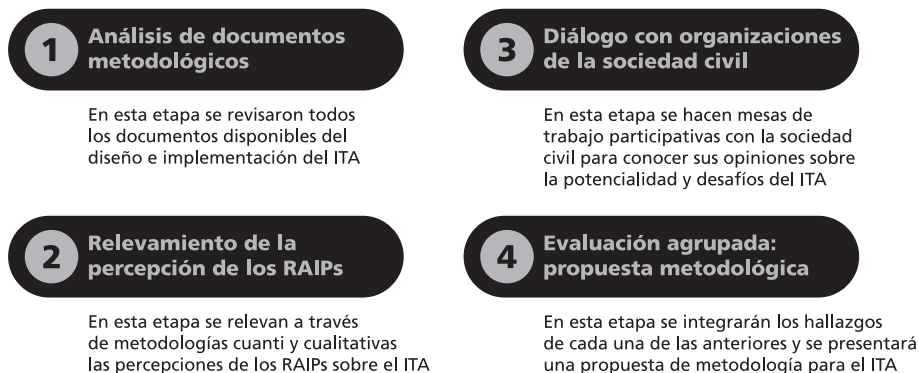 1
Análisis de documentos
metodológicos
En esta etapa se revisaron todos
los documentos disponibles del
diseño e implementación del ITA
2
Relevamiento de la
percepción de los RAIPs
En esta etapa se relevan a través
de metodologías cuanti y cualitativas
las percepciones de los RAIPs sobre el ITA
3
Diálogo con organizaciones
de la sociedad civil
En esta etapa se hacen mesas de
trabajo participativas con la sociedad
civil para conocer sus opiniones sobre
la potencialidad y desafíos del ITA
4
Evaluación agrupada:
propuesta metodológica
En esta etapa se integrarán los hallazgos
de cada una de las anteriores y se presentará
una propuesta de metodología para el ITA